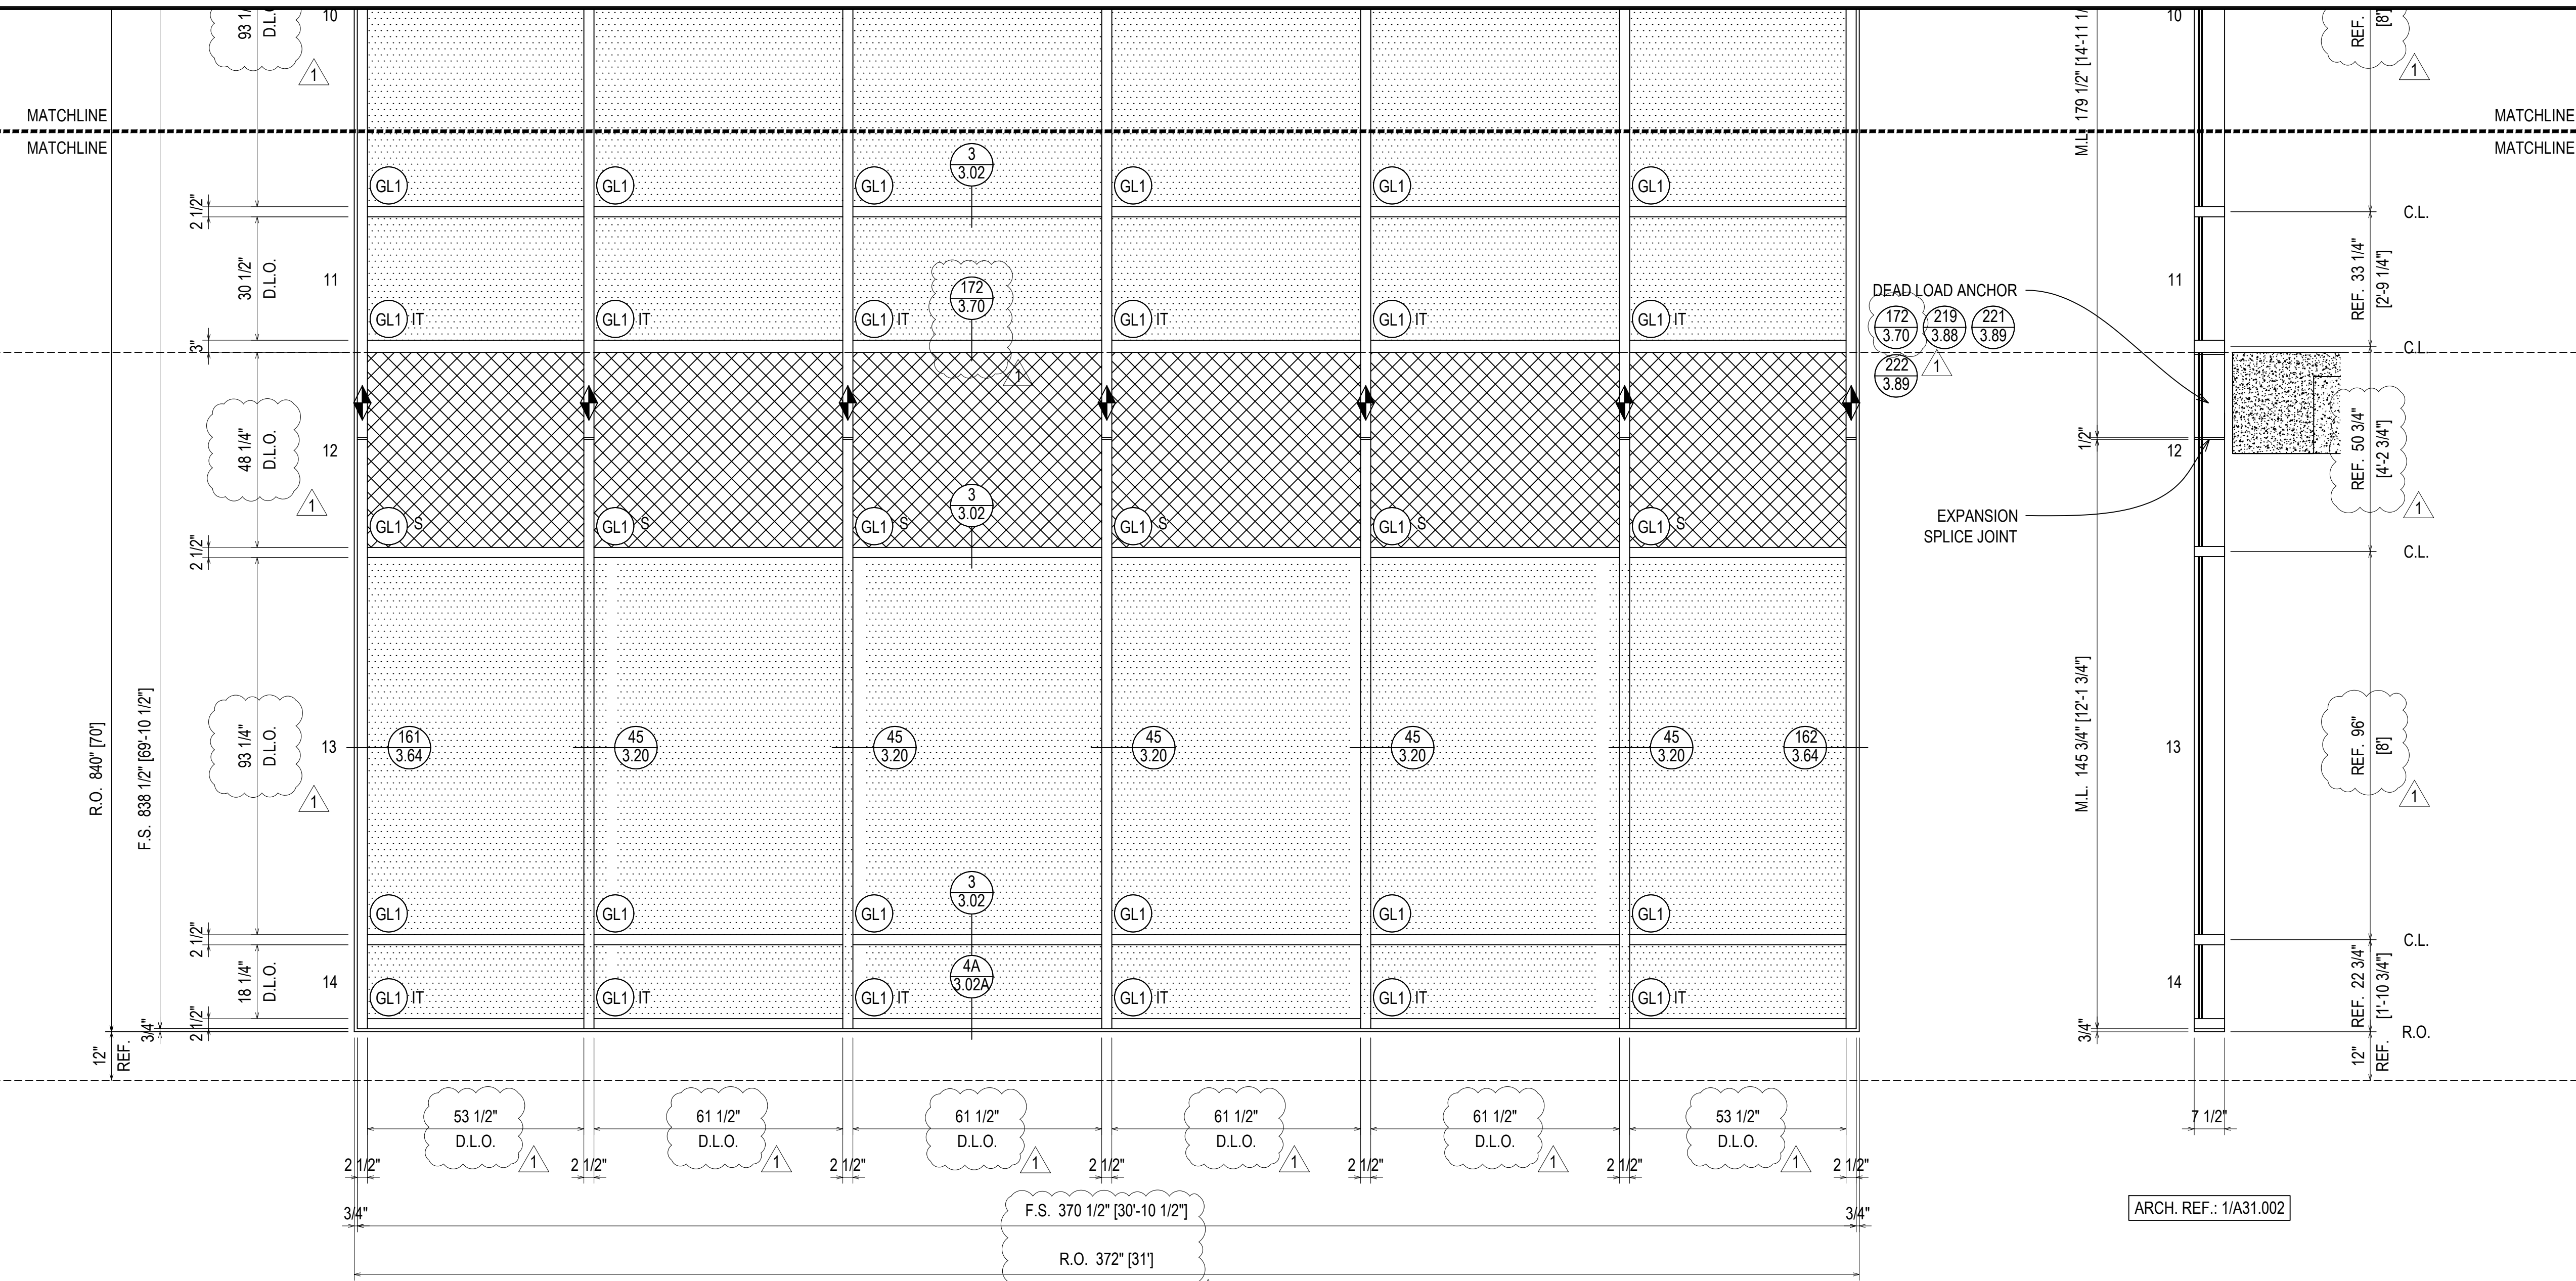 93 1/
D.L.O.
10
1
M.L. 179 1/2" [14'-11 1/
10
REF.
[8']
1
MATCHLINE
MATCHLINE
MATCHLINE
MATCHLINE
3
3.02
GL1
GL1
GL1
GL1
GL1
GL1
2 1/2"
C.L.
30 1/2"
D.L.O.
11
172
3.70
GL1 IT
GL1 IT
GL1 IT
GL1 IT
GL1 IT
GL1 IT
1
DEAD LOAD ANCHOR
172
3.70
219
3.88
221
3.89
222
3.89
1
11
REF. 33 1/4"
[2'-9 1/4"]
3"
C.L.
48 1/4"
D.L.O.
1
12
3
3.02
GL1 S
GL1 S
GL1 S
GL1 S
GL1 S
GL1 S
1/2"
12
EXPANSION
SPLICE JOINT
REF. 50 3/4"
[4'-2 3/4"]
1
2 1/2"
C.L.
R.O. 840" [70']
F.S. 838 1/2" [69'-10 1/2"]
93 1/4"
D.L.O.
1
13
161
3.64
45
3.20
45
3.20
45
3.20
45
3.20
45
3.20
162
3.64
M.L. 145 3/4" [12'-1 3/4"]
13
REF. 96"
[8']
1
3
3.02
GL1
GL1
GL1
GL1
GL1
GL1
2 1/2"
C.L.
18 1/4"
D.L.O.
14
4A
3.02A
GL1 IT
GL1 IT
GL1 IT
GL1 IT
GL1 IT
GL1 IT
14
REF. 22 3/4"
[1'-10 3/4"]
2 1/2"
3/4"
3/4"
R.O.
12"
REF.
12"
REF.
53 1/2"
D.L.O.
1
61 1/2"
D.L.O.
1
61 1/2"
D.L.O.
1
61 1/2"
D.L.O.
1
61 1/2"
D.L.O.
1
53 1/2"
D.L.O.
1
7 1/2"
2 1/2"
2 1/2"
2 1/2"
2 1/2"
2 1/2"
2 1/2"
2 1/2"
3/4"
F.S. 370 1/2" [30'-10 1/2"]
3/4"
ARCH. REF.: 1/A31.002
R.O. 372" [31']